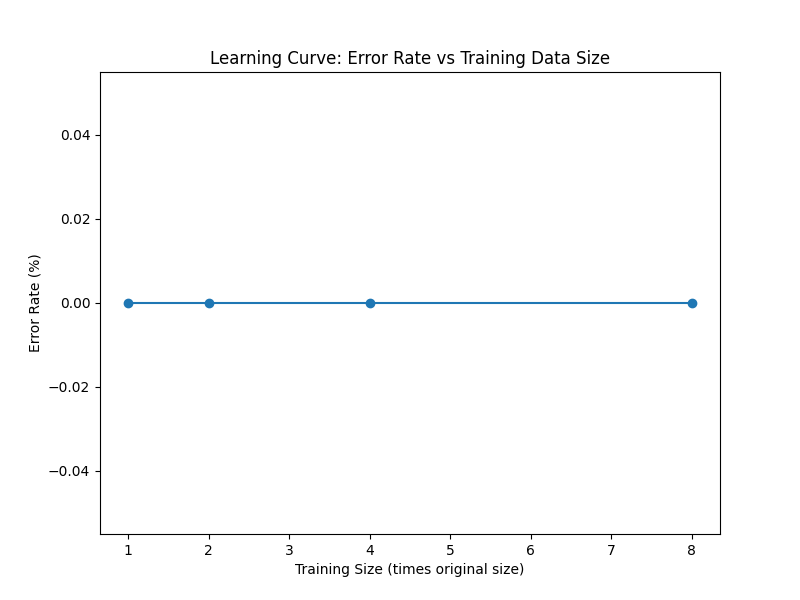 Learning Curve: Error Rate vs Training Data Size
0.04
0.02
0.00
−0.02
−0.04
Error Rate (%)
1 2 3 4 5 6 7 8
Training Size (times original size)